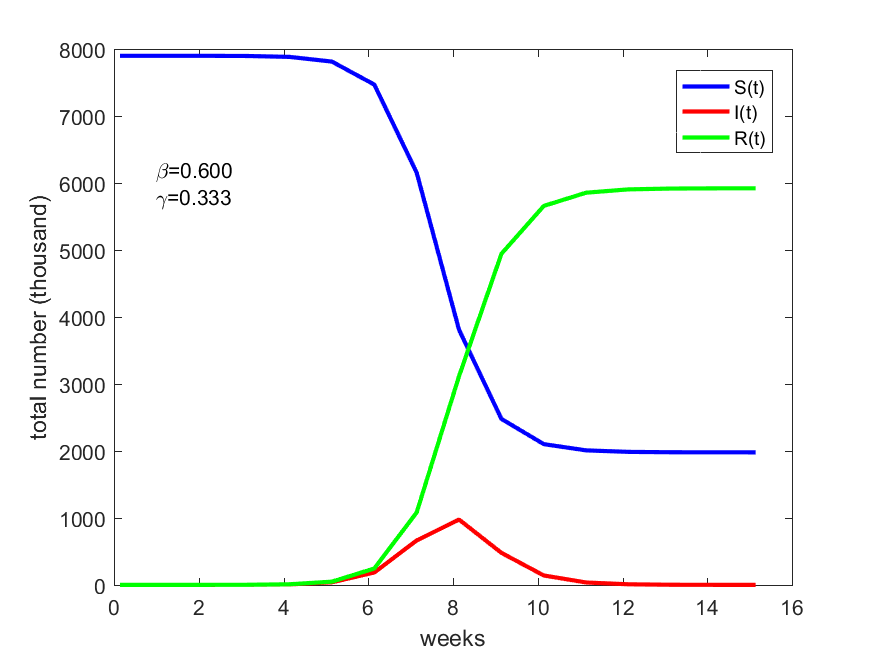 8000
7000
6000
5000
4000
3000
2000
1000
0
total number (thousand)
β=0.600
γ=0.333
S(t)
I(t)
R(t)
0 2 4 6 8 10 12 14 16
weeks